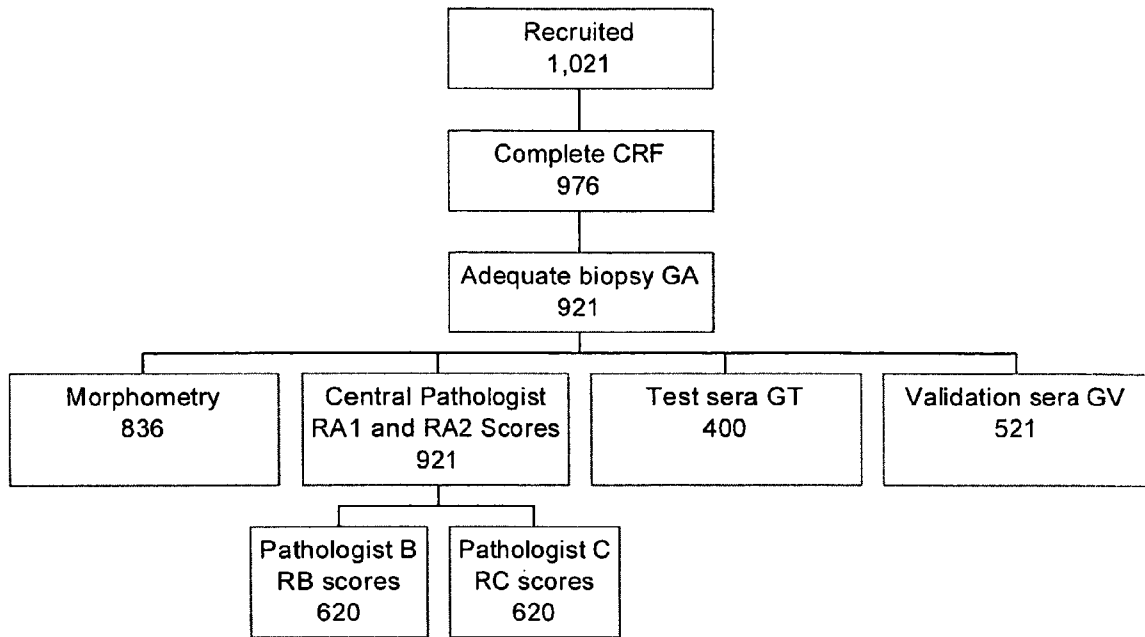 Recruited
1,021
Complete CRF
976
Adequate biopsy GA
921
Morphometry
836
Central Pathologist
RA1 and RA2 Scores
921
Test sera GT
400
Validation sera GV
521
Pathologist B
RB scores
620
Pathologist C
RC scores
620